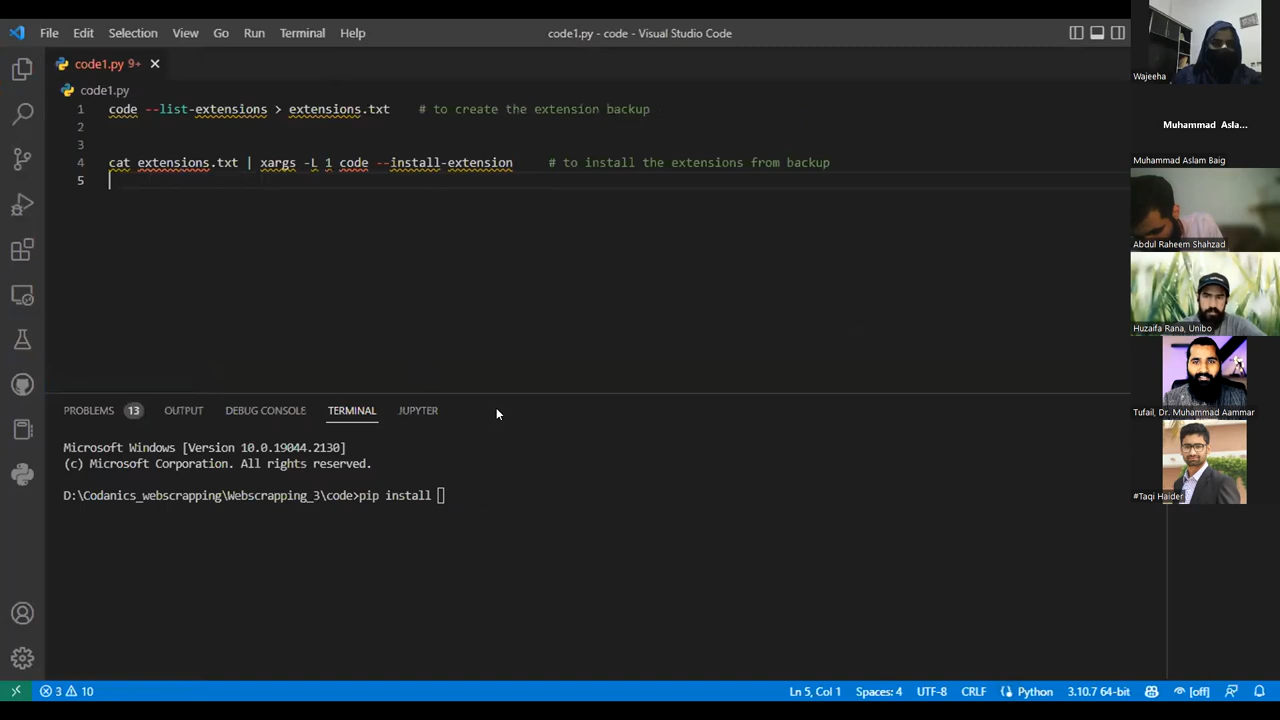 File Edit Selection View Go Run Terminal Help
code1.py - code - Visual Studio Code
code1.py 9+
code1.py
1 code --list-extensions > extensions.txt # to create the extension backup
2
3
4 cat extensions.txt | xargs -L 1 code --install-extension # to install the extensions from backup
5
PROBLEMS 13 OUTPUT DEBUG CONSOLE TERMINAL JUPYTER
Microsoft Windows [Version 10.0.19044.2130]
(c) Microsoft Corporation. All rights reserved.
D:\Codanics_webscrapping\Webscrapping_3\code>pip install
3 10
Ln 5, Col 1 Spaces: 4 UTF-8 CRLF Python 3.10.7 64-bit [off]
Wajeeha
Muhammad Asla...
Muhammad Aslam Baig
Abdul Raheem Shahzad
Huzaifa Rana, Unibo
Tufail, Dr. Muhammad Aammar
#Taqi Haider